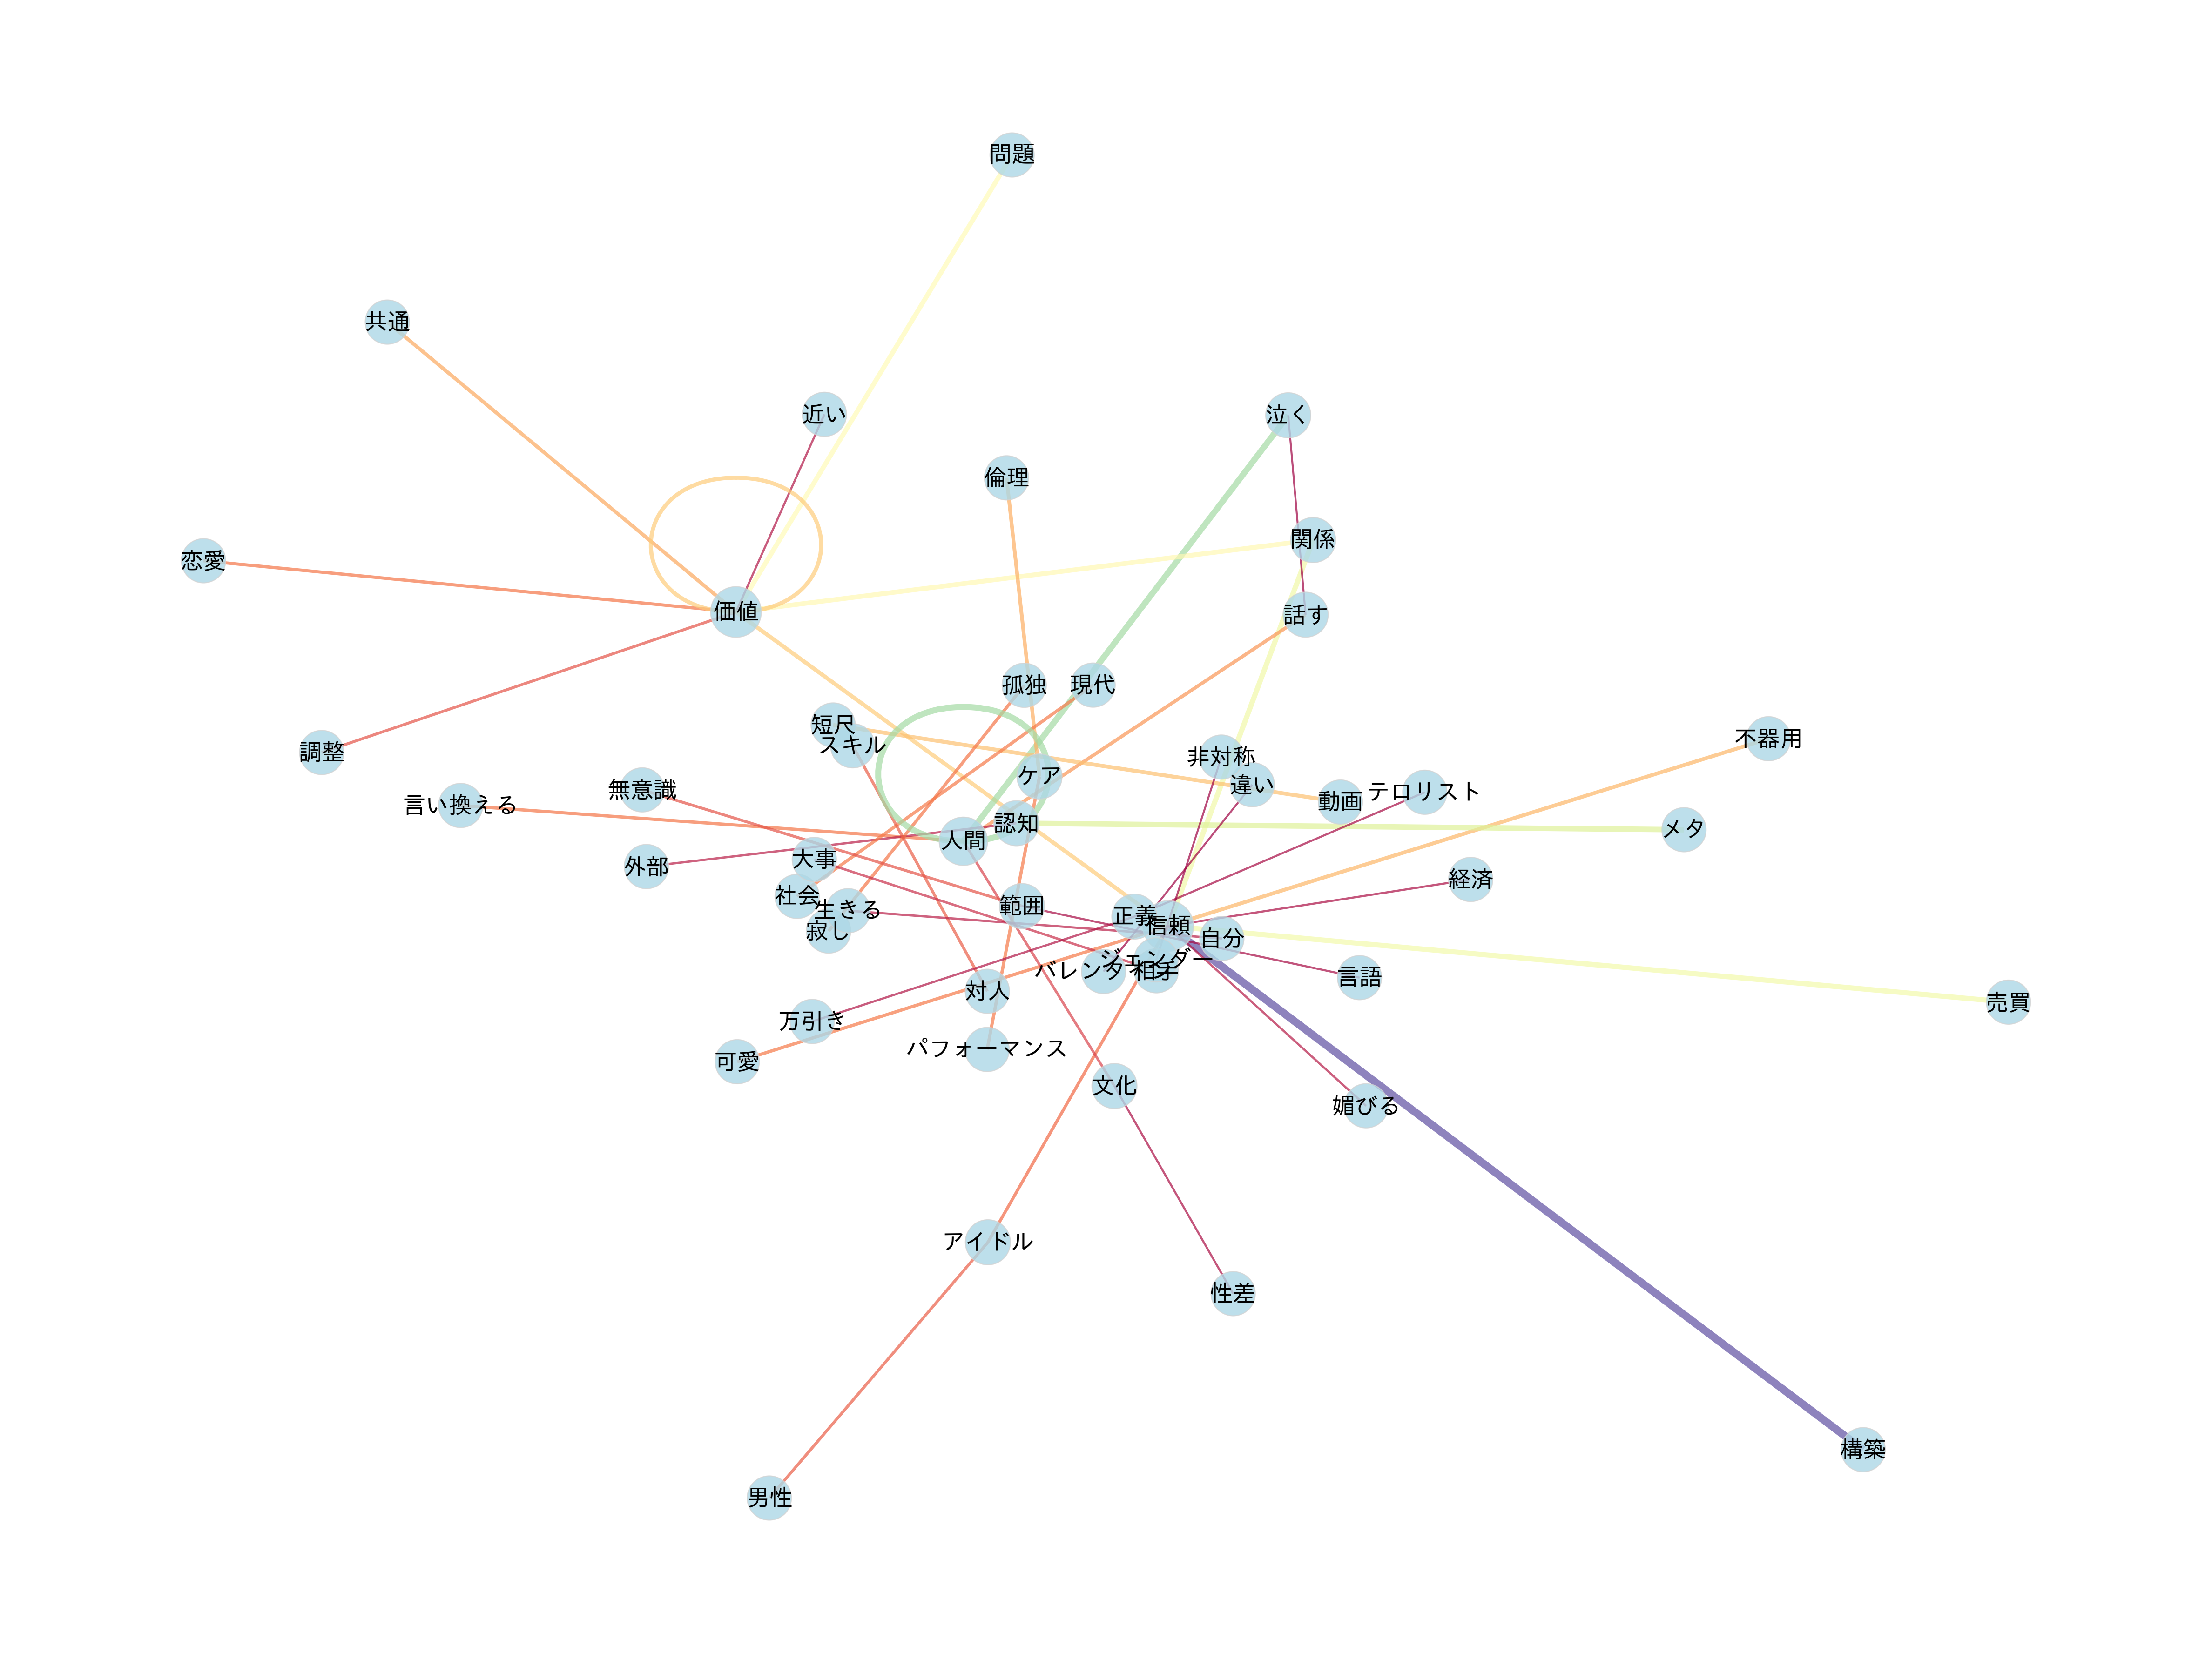 問題
共通
近い
泣く
倫理
関係
恋愛
価値
話す
孤独
現代
短尺
スキル
不器用
調整
非対称
ケア
違い
無意識
テロリスト
動画
言い換える
認知
メタ
人間
大事
外部
経済
社会
範囲
生きる
正義
信頼
寂し
自分
ジェンダー
相手
言語
対人
売買
万引き
パフォーマンス
可愛
文化
媚びる
アイドル
性差
構築
男性